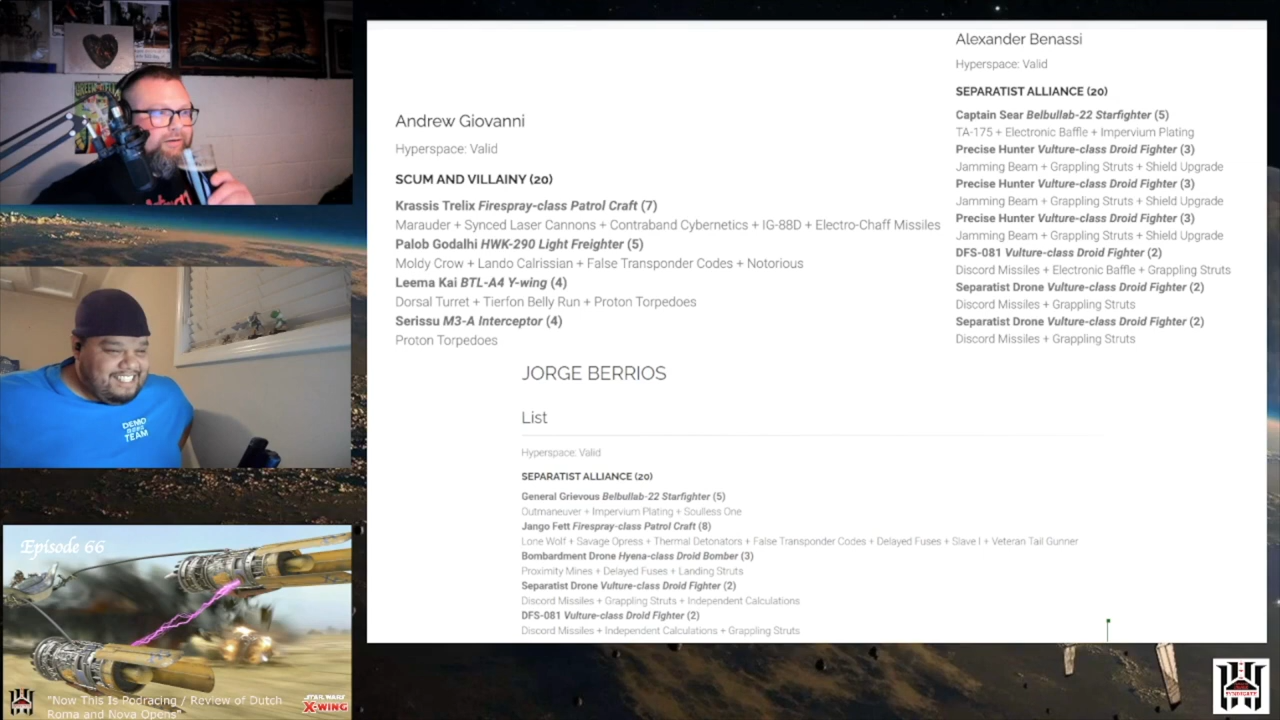 Andrew Giovanni
Hyperspace: Valid
SCUM AND VILLAINY (20)
Krassis Trelix Firespray-class Patrol Craft (7)
Marauder + Synced Laser Cannons + Contraband Cybernetics + IG-88D + Electro-Chaff Missiles
Palob Godalhi HWK-290 Light Freighter (5)
Moldy Crow + Lando Calrissian + False Transponder Codes + Notorious
Leema Kai BTL-A4 Y-wing (4)
Dorsal Turret + Tierfon Belly Run + Proton Torpedoes
Serissu M3-A Interceptor (4)
Proton Torpedoes
Alexander Benassi
Hyperspace: Valid
SEPARATIST ALLIANCE (20)
Captain Sear Belbullab-22 Starfighter (5)
TA-175 + Electronic Baffle + Impervium Plating
Precise Hunter Vulture-class Droid Fighter (3)
Jamming Beam + Grappling Struts + Shield Upgrade
Precise Hunter Vulture-class Droid Fighter (3)
Jamming Beam + Grappling Struts + Shield Upgrade
Precise Hunter Vulture-class Droid Fighter (3)
Jamming Beam + Grappling Struts + Shield Upgrade
DFS-081 Vulture-class Droid Fighter (2)
Discord Missiles + Electronic Baffle + Grappling Struts
Separatist Drone Vulture-class Droid Fighter (2)
Discord Missiles + Grappling Struts
Separatist Drone Vulture-class Droid Fighter (2)
Discord Missiles + Grappling Struts
JORGE BERRIOS
List
Hyperspace: Valid
SEPARATIST ALLIANCE (20)
General Grievous Belbullab-22 Starfighter (5)
Outmaneuver + Impervium Plating + Soulless One
Jango Fett Firespray-class Patrol Craft (8)
Lone Wolf + Savage Opress + Thermal Detonators + False Transponder Codes + Delayed Fuses + Slave I + Veteran Tail Gunner
Bombardment Drone Hyena-class Droid Bomber (3)
Proximity Mines + Delayed Fuses + Landing Struts
Separatist Drone Vulture-class Droid Fighter (2)
Discord Missiles + Grappling Struts + Independent Calculations
DFS-081 Vulture-class Droid Fighter (2)
Discord Missiles + Independent Calculations + Grappling Struts
DEMO
TEAM
Episode 66
"Now This Is Podracing / Review of Dutch
Roma and Nova Opens"
STAR WARS
X-WING